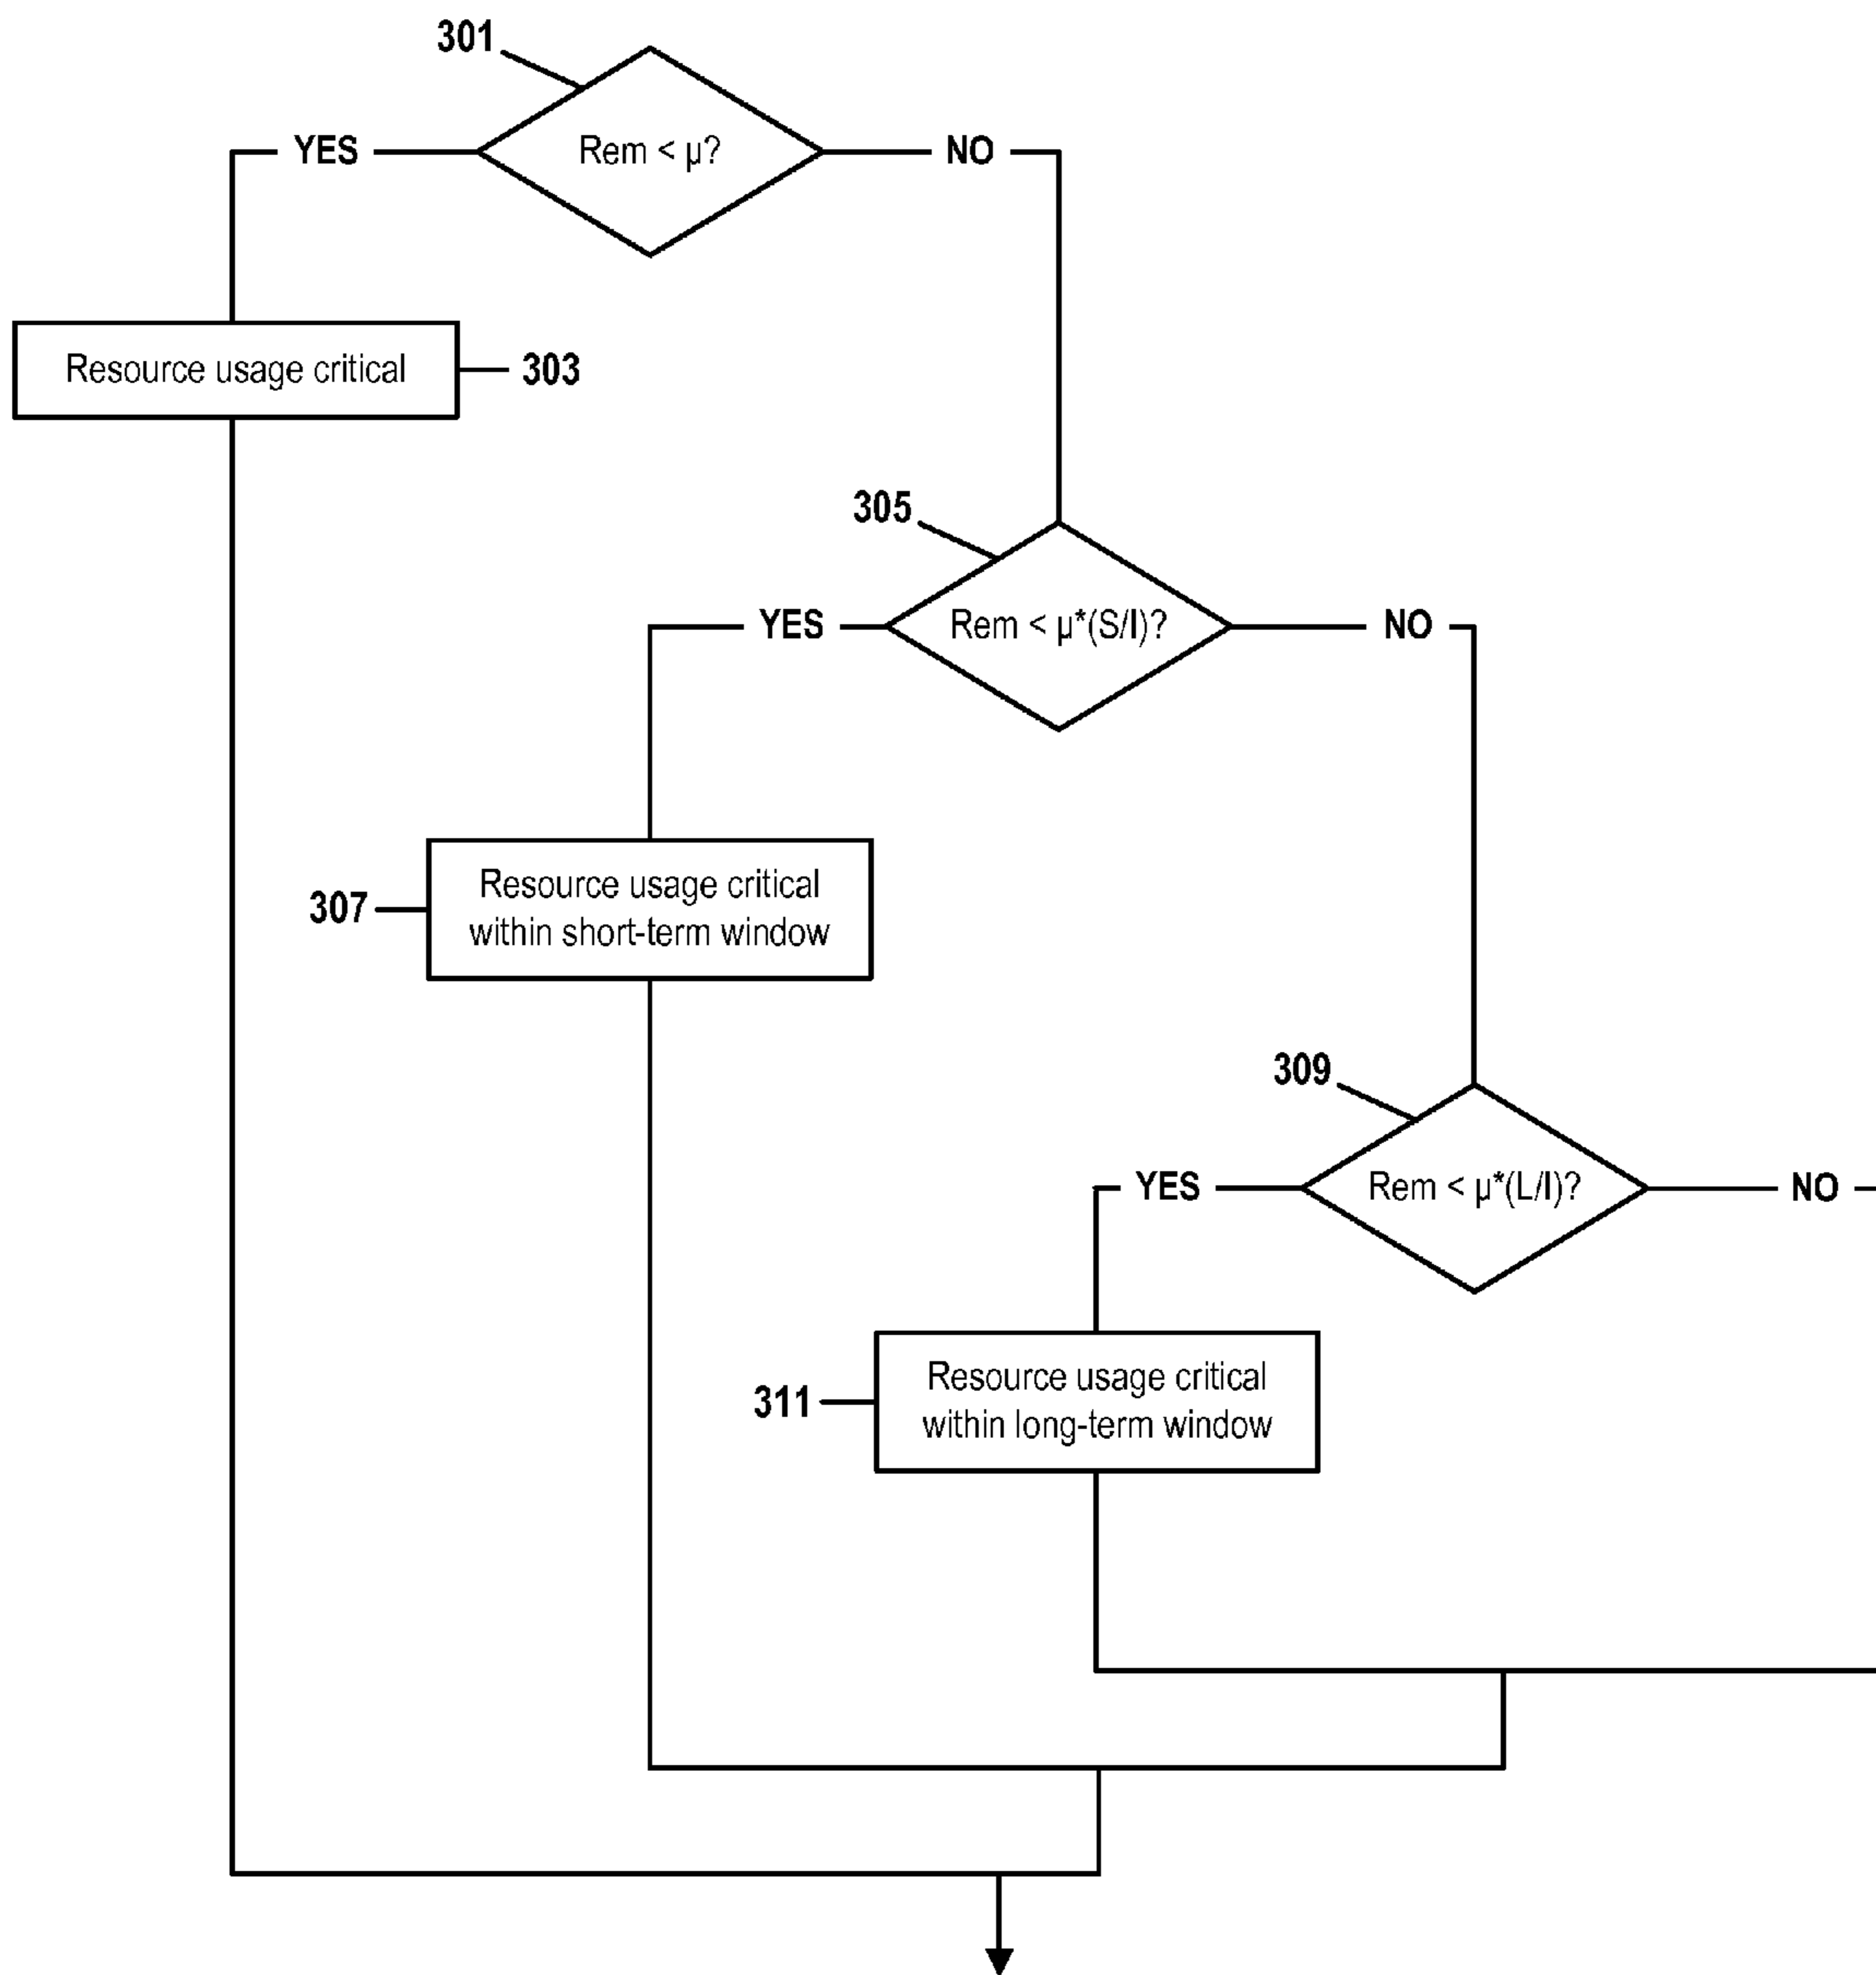 301
Rem < µ?
YES
NO
Resource usage critical
303
305
Rem < µ*(S/I)?
YES
NO
307
Resource usage critical
within short-term window
309
Rem < µ*(L/I)?
YES
NO
311
Resource usage critical
within long-term window